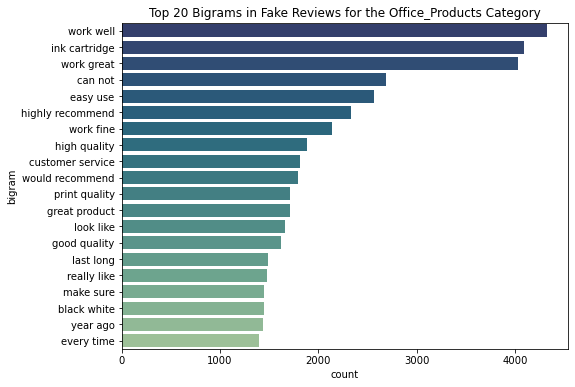 Top 20 Bigrams in Fake Reviews for the Office_Products Category
work well
ink cartridge
work great
can not
easy use
highly recommend
work fine
high quality
customer service
would recommend
print quality
great product
look like
good quality
last long
really like
make sure
black white
year ago
every time
bigram
0 1000 2000 3000 4000
count